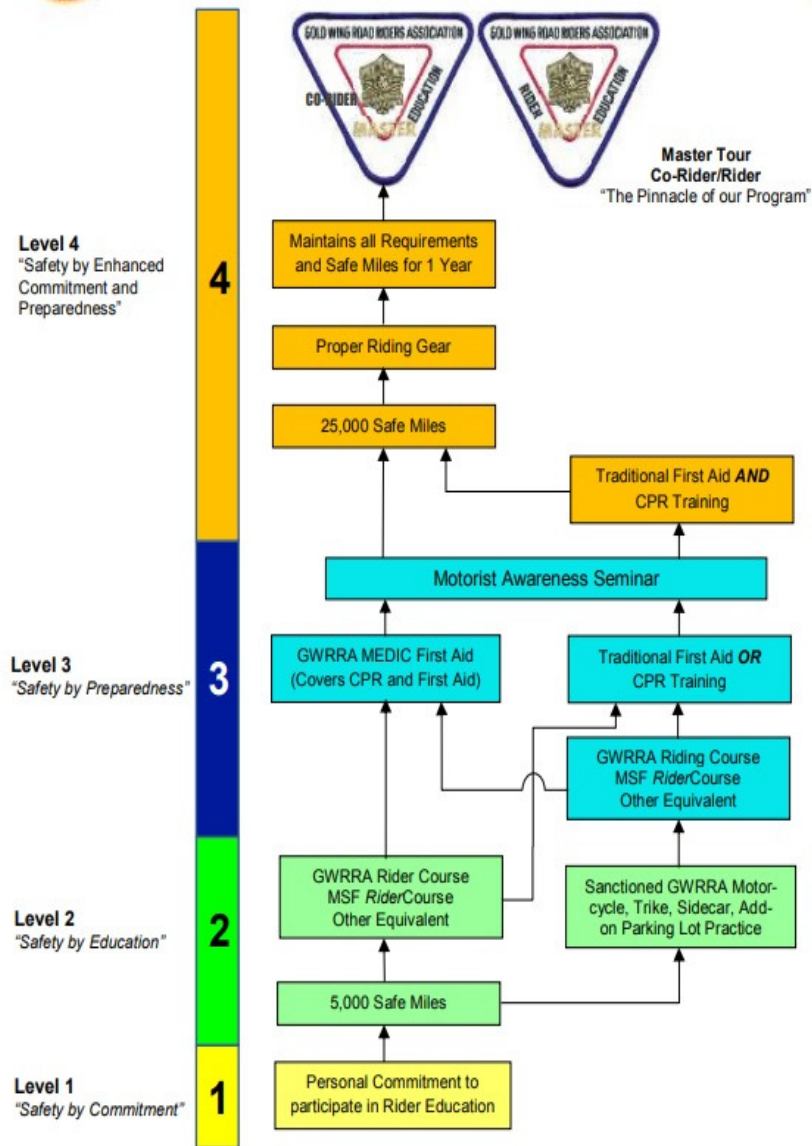 GOLD WING ROAD RIDERS ASSOCIATION
CO-RIDER
EDUCATION
MASTER
GOLD WING ROAD RIDERS ASSOCIATION
RIDER
EDUCATION
MASTER
Master Tour
Co-Rider/Rider
“The Pinnacle of our Program”
Level 4
“Safety by Enhanced
Commitment and
Preparedness”
4
Maintains all Requirements
and Safe Miles for 1 Year
Proper Riding Gear
25,000 Safe Miles
Traditional First Aid AND
CPR Training
Motorist Awareness Seminar
Level 3
“Safety by Preparedness”
3
GWRRA MEDIC First Aid
(Covers CPR and First Aid)
Traditional First Aid OR
CPR Training
GWRRA Riding Course
MSF RiderCourse
Other Equivalent
Level 2
“Safety by Education”
2
GWRRA Rider Course
MSF RiderCourse
Other Equivalent
Sanctioned GWRRA Motor-
cycle, Trike, Sidecar, Add-
on Parking Lot Practice
5,000 Safe Miles
Level 1
“Safety by Commitment”
1
Personal Commitment to
participate in Rider Education